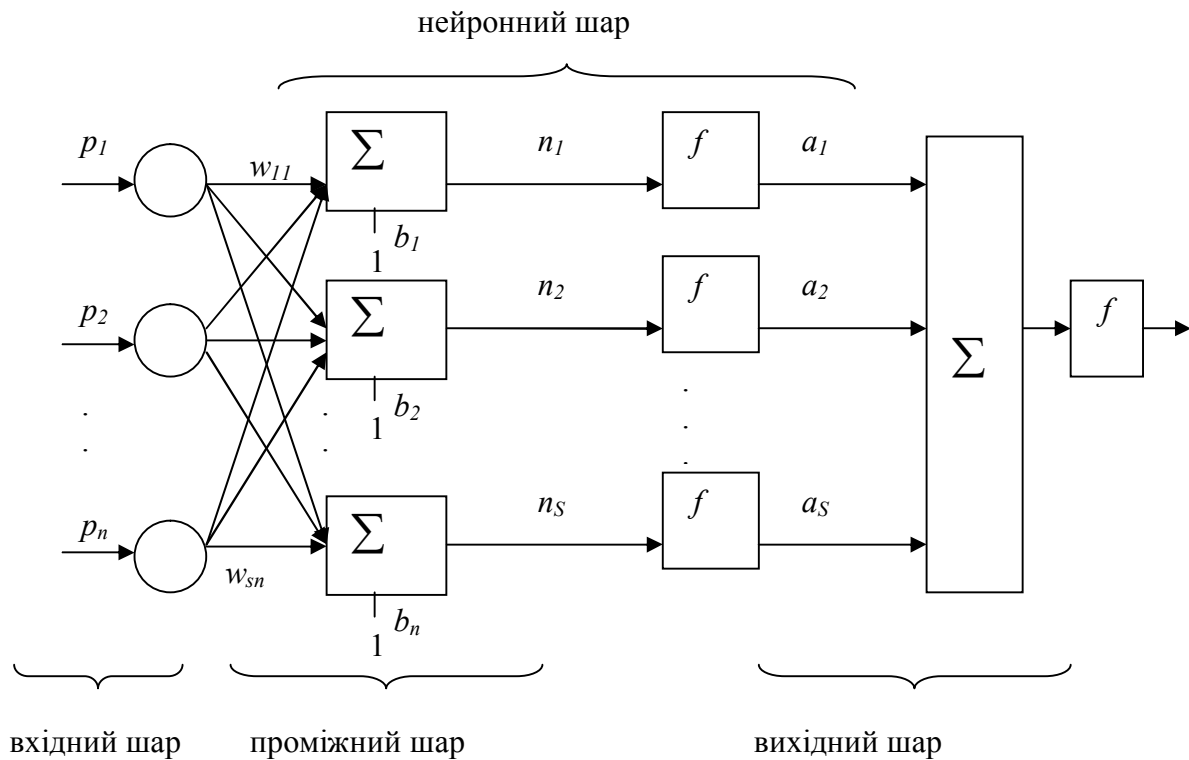 нейронний шар
p1 w11 Σ n1 f a1
1 b1
p2 Σ n2 f a2 Σ f
1 b2
pn wsn Σ nS f aS
1 bn
вхідний шар проміжний шар вихідний шар